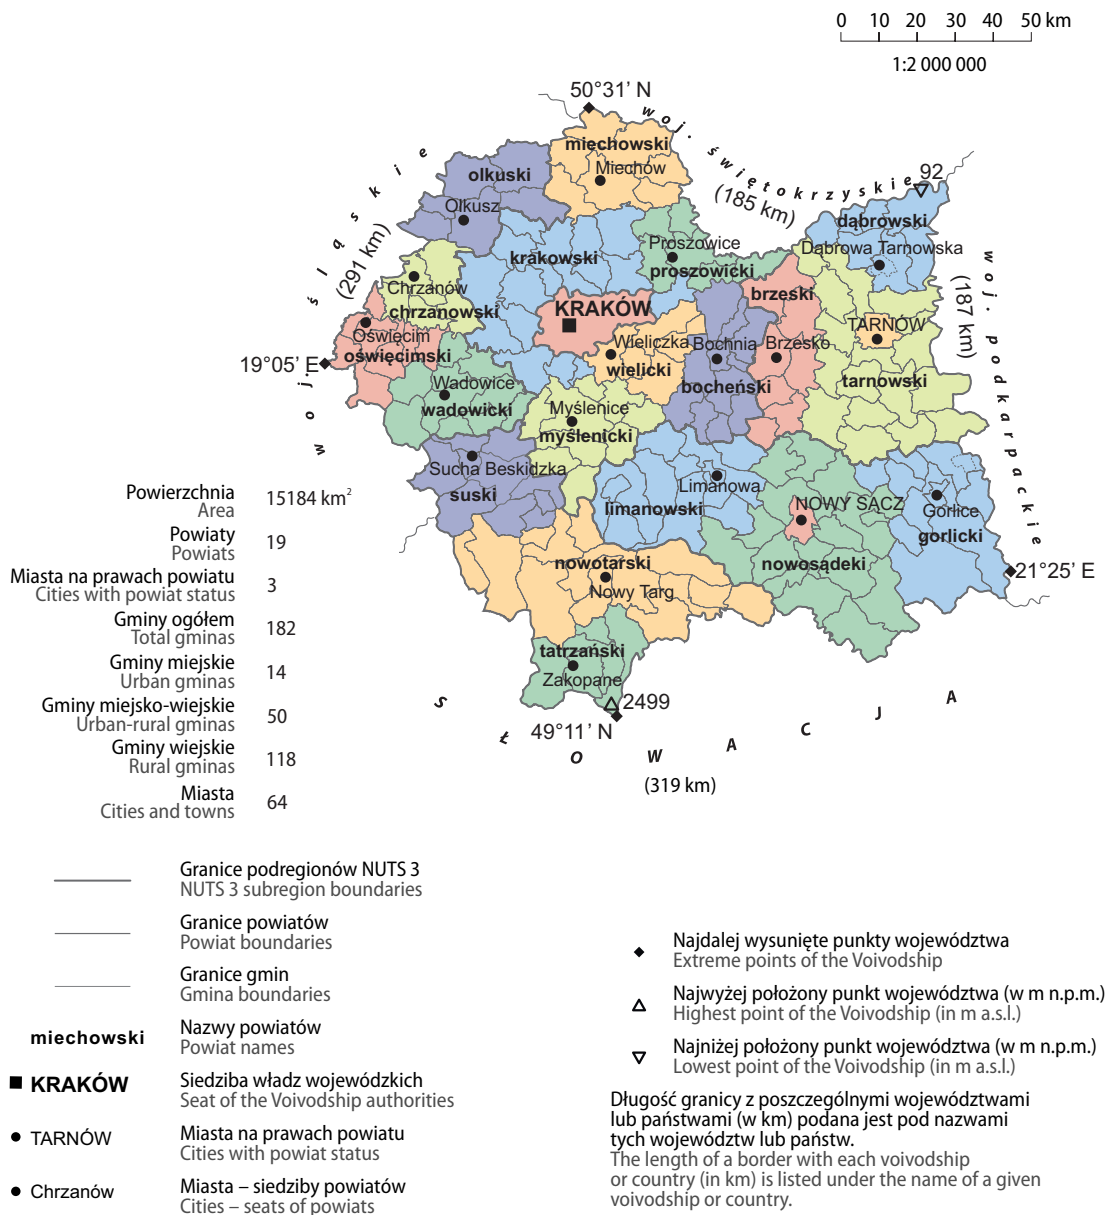 0 10 20 30 40 50 km
1:2 000 000
50°31' N
woj. świętokrzyskie
(185 km)
92
woj. śląskie
(291 km)
woj. podkarpackie
(187 km)
miechowski
Miechów
olkuski
Olkusz
dąbrowski
Dąbrowa Tarnowska
krakowski
Proszowice
proszowicki
Chrzanów
chrzanowski
brzeski
KRAKÓW
TARNÓW
Oświęcim
oświęcimski
19°05' E
Wieliczka
wielicki
Bochnia
bocheński
Brzesko
tarnowski
Wadowice
wadowicki
Myślenice
myślenicki
Sucha Beskidzka
suski
Limanowa
limanowski
NOWY SĄCZ
nowosądeki
Gorlice
gorlicki
21°25' E
nowotarski
Nowy Targ
tatrzański
Zakopane
2499
49°11' N
SŁOWACJA
(319 km)
Powierzchnia
Area
15184 km²
Powiaty
Powiats
19
Miasta na prawach powiatu
Cities with powiat status
3
Gminy ogółem
Total gminas
182
Gminy miejskie
Urban gminas
14
Gminy miejsko-wiejskie
Urban-rural gminas
50
Gminy wiejskie
Rural gminas
118
Miasta
Cities and towns
64
Granice podregionów NUTS 3
NUTS 3 subregion boundaries
Granice powiatów
Powiat boundaries
Granice gmin
Gmina boundaries
miechowski
Nazwy powiatów
Powiat names
KRAKÓW
Siedziba władz wojewódzkich
Seat of the Voivodship authorities
TARNÓW
Miasta na prawach powiatu
Cities with powiat status
Chrzanów
Miasta – siedziby powiatów
Cities – seats of powiats
Najdalej wysunięte punkty województwa
Extreme points of the Voivodship
Najwyżej położony punkt województwa (w m n.p.m.)
Highest point of the Voivodship (in m a.s.l.)
Najniżej położony punkt województwa (w m n.p.m.)
Lowest point of the Voivodship (in m a.s.l.)
Długość granicy z poszczególnymi województwami
lub państwami (w km) podana jest pod nazwami
tych województw lub państw.
The length of a border with each voivodship
or country (in km) is listed under the name of a given
voivodship or country.